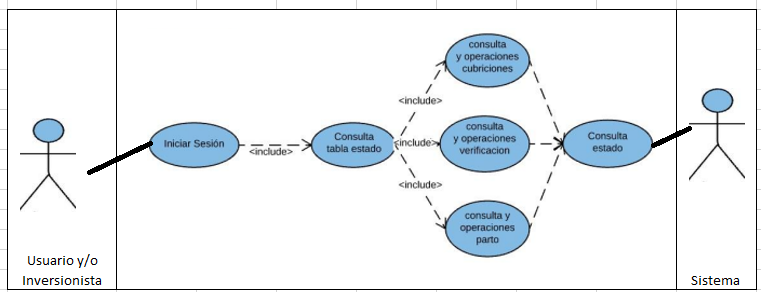 Iniciar Sesión
<include>
Consulta
tabla estado
<include>
<include>
<include>
consulta
y operaciones
cubriciones
consulta
y operaciones
verificacion
consulta y
operaciones
parto
Consulta
estado
Usuario y/o
Inversionista
Sistema